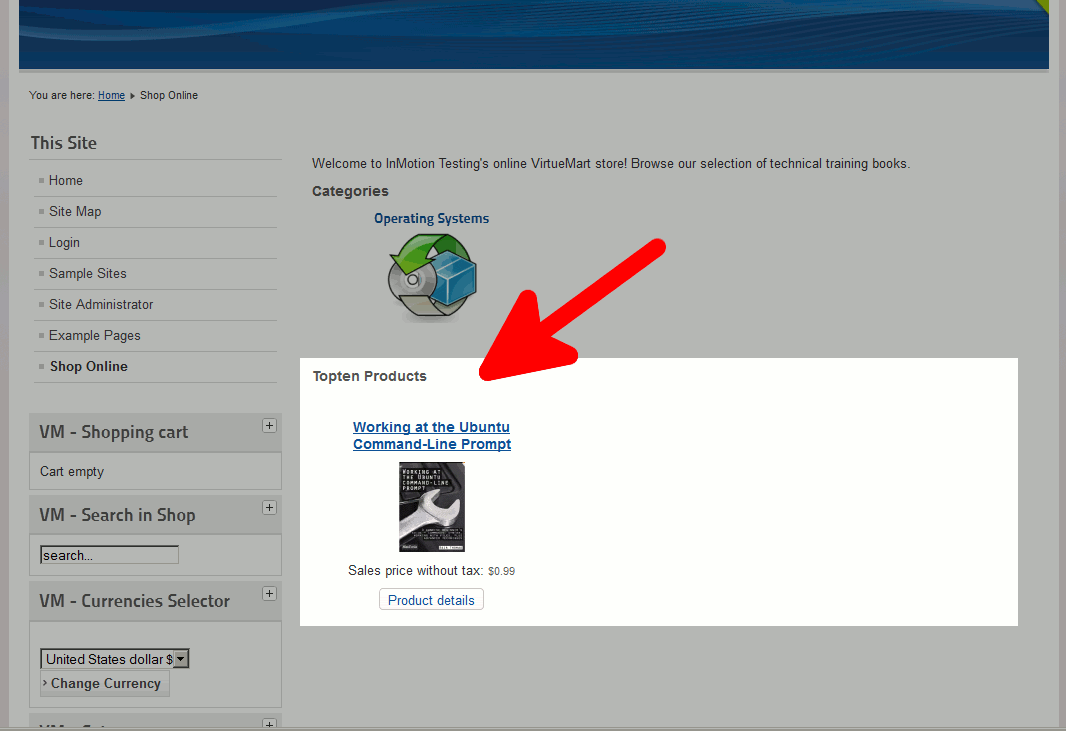 You are here: Home Shop Online
This Site
Home
Site Map
Login
Sample Sites
Site Administrator
Example Pages
Shop Online
VM - Shopping cart
Cart empty
VM - Search in Shop
search...
VM - Currencies Selector
United States dollar $
Change Currency
Welcome to InMotion Testing's online VirtueMart store! Browse our selection of technical training books.
Categories
Operating Systems
Topten Products
Working at the Ubuntu
Command-Line Prompt
WORKING AT
THE UBUNTU
COMMAND-LINE
PROMPT
Sales price without tax: $0.99
Product details